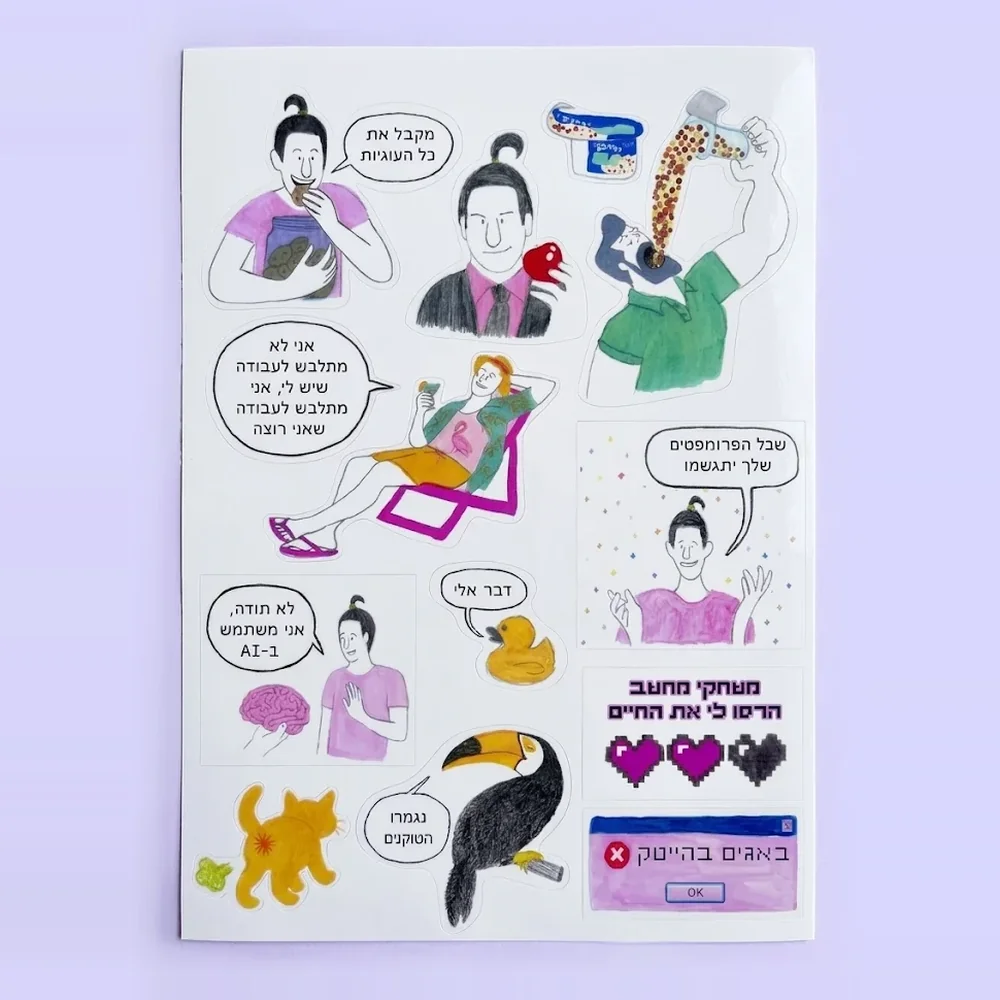 מקבל את
כל העוגיות
אני לא
מתלבש לעבודה
שיש לי, אני
מתלבש לעבודה
שאני רוצה
שבל הפרומפטים
שלך יתגשמו
לא תודה,
אני משתמש
ב-AI
דבר אלי
משחקי מחשב
הרסו לי את החיים
נגמרו
הטוקנים
באגים בהייטק
OK